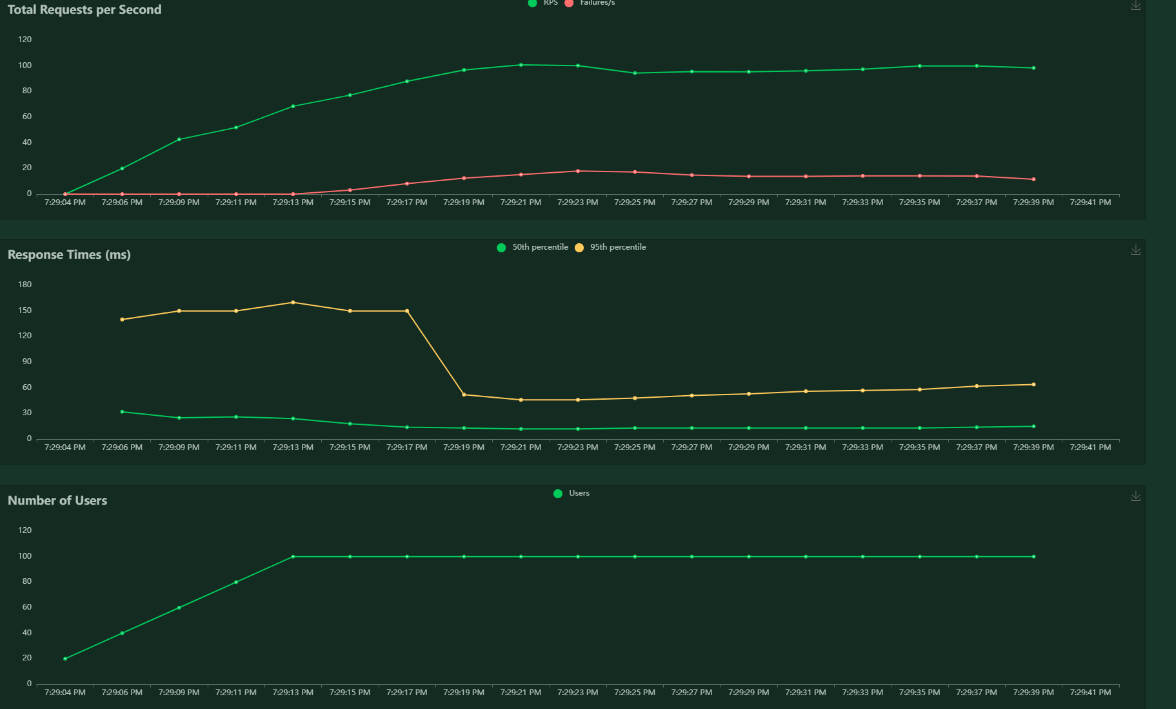 Total Requests per Second
RPS Failures/s
120
100
80
60
40
20
0
7:29:04 PM 7:29:06 PM 7:29:09 PM 7:29:11 PM 7:29:13 PM 7:29:15 PM 7:29:17 PM 7:29:19 PM 7:29:21 PM 7:29:23 PM 7:29:25 PM 7:29:27 PM 7:29:29 PM 7:29:31 PM 7:29:33 PM 7:29:35 PM 7:29:37 PM 7:29:39 PM 7:29:41 PM
Response Times (ms)
50th percentile 95th percentile
180
150
120
90
60
30
0
7:29:04 PM 7:29:06 PM 7:29:09 PM 7:29:11 PM 7:29:13 PM 7:29:15 PM 7:29:17 PM 7:29:19 PM 7:29:21 PM 7:29:23 PM 7:29:25 PM 7:29:27 PM 7:29:29 PM 7:29:31 PM 7:29:33 PM 7:29:35 PM 7:29:37 PM 7:29:39 PM 7:29:41 PM
Number of Users
Users
120
100
80
60
40
20
0
7:29:04 PM 7:29:06 PM 7:29:09 PM 7:29:11 PM 7:29:13 PM 7:29:15 PM 7:29:17 PM 7:29:19 PM 7:29:21 PM 7:29:23 PM 7:29:25 PM 7:29:27 PM 7:29:29 PM 7:29:31 PM 7:29:33 PM 7:29:35 PM 7:29:37 PM 7:29:39 PM 7:29:41 PM